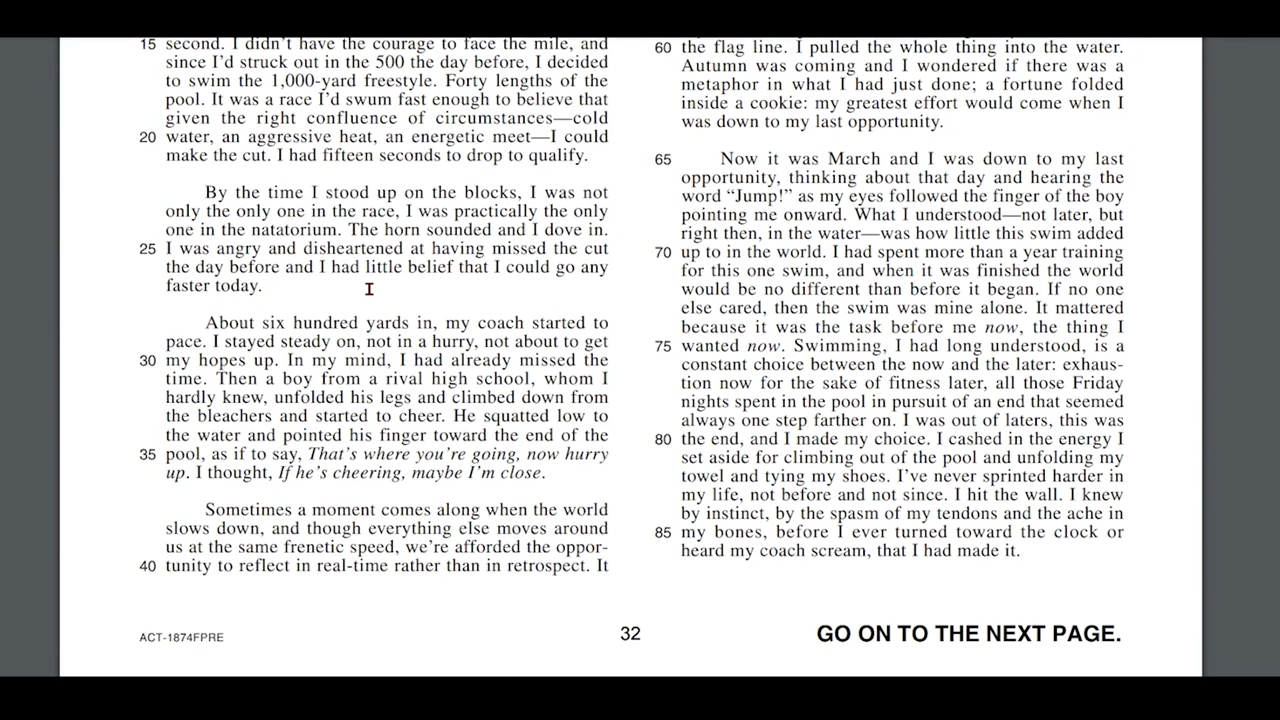 15 second. I didn't have the courage to face the mile, and
since I'd struck out in the 500 the day before, I decided
to swim the 1,000-yard freestyle. Forty lengths of the
pool. It was a race I'd swum fast enough to believe that
given the right confluence of circumstances—cold
20 water, an aggressive heat, an energetic meet—I could
make the cut. I had fifteen seconds to drop to qualify.
By the time I stood up on the blocks, I was not
only the only one in the race, I was practically the only
one in the natatorium. The horn sounded and I dove in.
25 I was angry and disheartened at having missed the cut
the day before and I had little belief that I could go any
faster today.
About six hundred yards in, my coach started to
pace. I stayed steady on, not in a hurry, not about to get
30 my hopes up. In my mind, I had already missed the
time. Then a boy from a rival high school, whom I
hardly knew, unfolded his legs and climbed down from
the bleachers and started to cheer. He squatted low to
the water and pointed his finger toward the end of the
35 pool, as if to say, That's where you're going, now hurry
up. I thought, If he's cheering, maybe I'm close.
Sometimes a moment comes along when the world
slows down, and though everything else moves around
us at the same frenetic speed, we're afforded the oppor-
40 tunity to reflect in real-time rather than in retrospect. It
60 the flag line. I pulled the whole thing into the water.
Autumn was coming and I wondered if there was a
metaphor in what I had just done; a fortune folded
inside a cookie: my greatest effort would come when I
was down to my last opportunity.
65 Now it was March and I was down to my last
opportunity, thinking about that day and hearing the
word “Jump!” as my eyes followed the finger of the boy
pointing me onward. What I understood—not later, but
right then, in the water—was how little this swim added
70 up to in the world. I had spent more than a year training
for this one swim, and when it was finished the world
would be no different than before it began. If no one
else cared, then the swim was mine alone. It mattered
because it was the task before me now, the thing I
75 wanted now. Swimming, I had long understood, is a
constant choice between the now and the later: exhaus-
tion now for the sake of fitness later, all those Friday
nights spent in the pool in pursuit of an end that seemed
always one step farther on. I was out of laters, this was
80 the end, and I made my choice. I cashed in the energy I
set aside for climbing out of the pool and unfolding my
towel and tying my shoes. I've never sprinted harder in
my life, not before and not since. I hit the wall. I knew
by instinct, by the spasm of my tendons and the ache in
85 my bones, before I ever turned toward the clock or
heard my coach scream, that I had made it.
ACT-1874FPRE
32
GO ON TO THE NEXT PAGE.